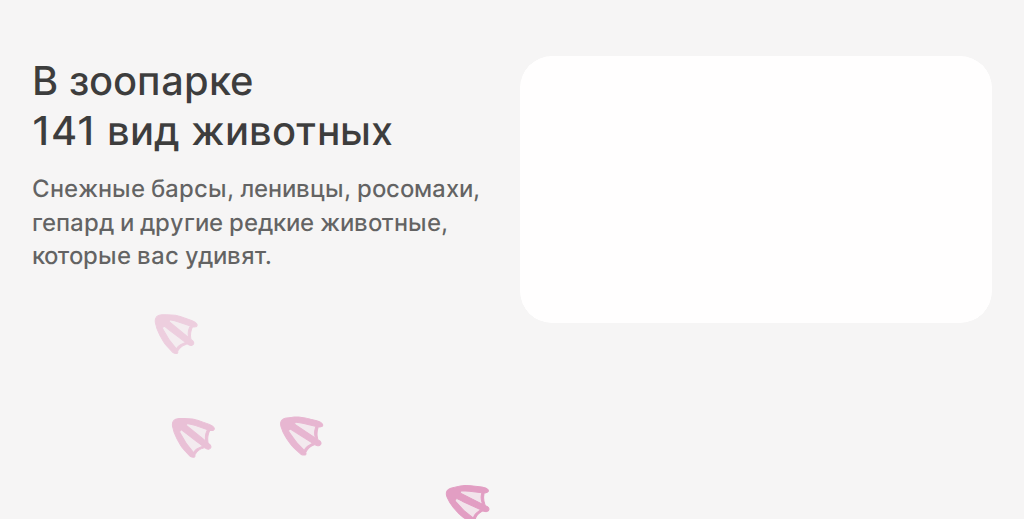 В зоопарке
141 вид животных
Снежные барсы, ленивцы, росомахи,
гепард и другие редкие животные,
которые вас удивят.